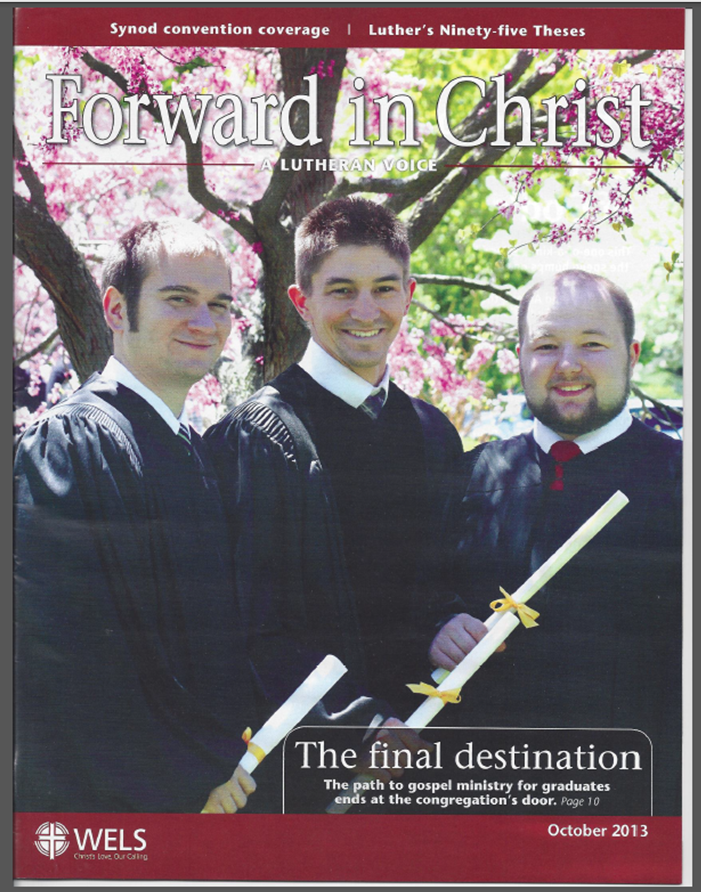 Synod convention coverage | Luther's Ninety-five Theses
Forward in Christ
A LUTHERAN VOICE
The final destination
The path to gospel ministry for graduates
ends at the congregation's door. Page 10
October 2013
WELS
Christ's Love, Our Calling.